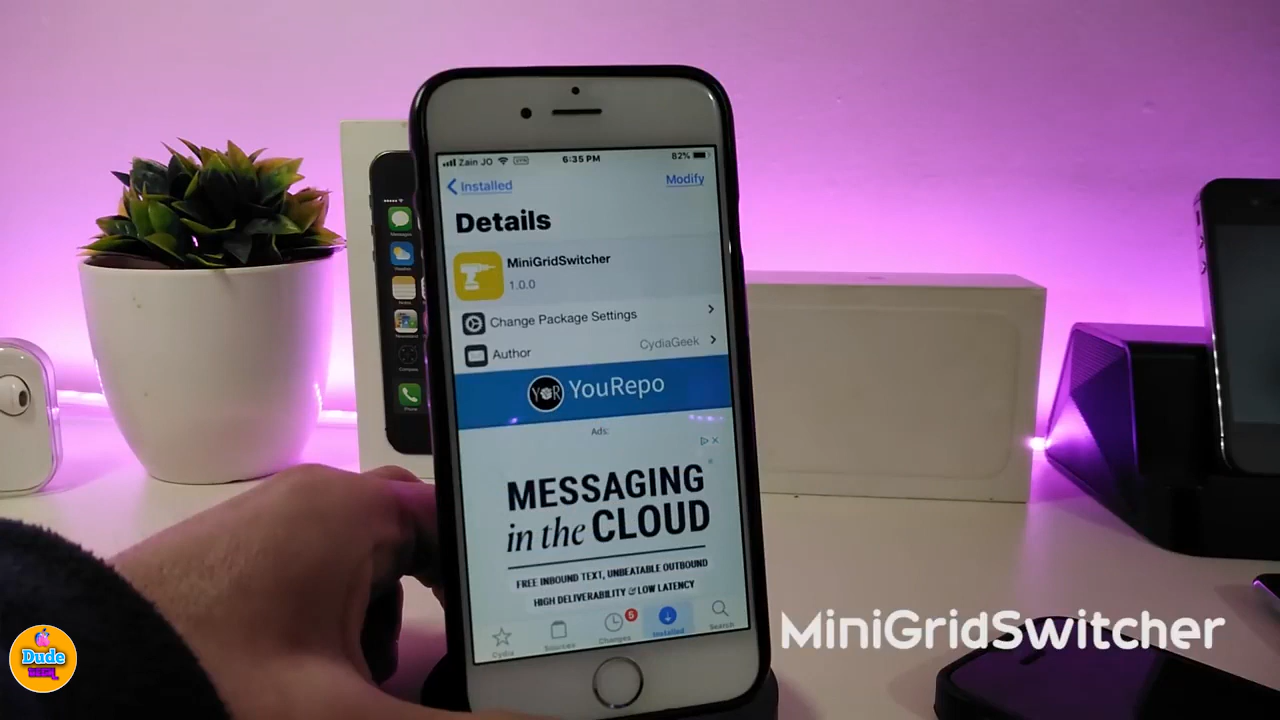 Zain JO
6:35 PM
82%
Installed
Modify
Details
MiniGridSwitcher
1.0.0
Change Package Settings
Author
CydiaGeek
YouRepo
Ads:
MESSAGING
in the CLOUD
FREE INBOUND TEXT, UNBEATABLE OUTBOUND
HIGH DELIVERABILITY & LOW LATENCY
5
Cydia
Sources
Changes
Installed
Search
MiniGridSwitcher
Dude